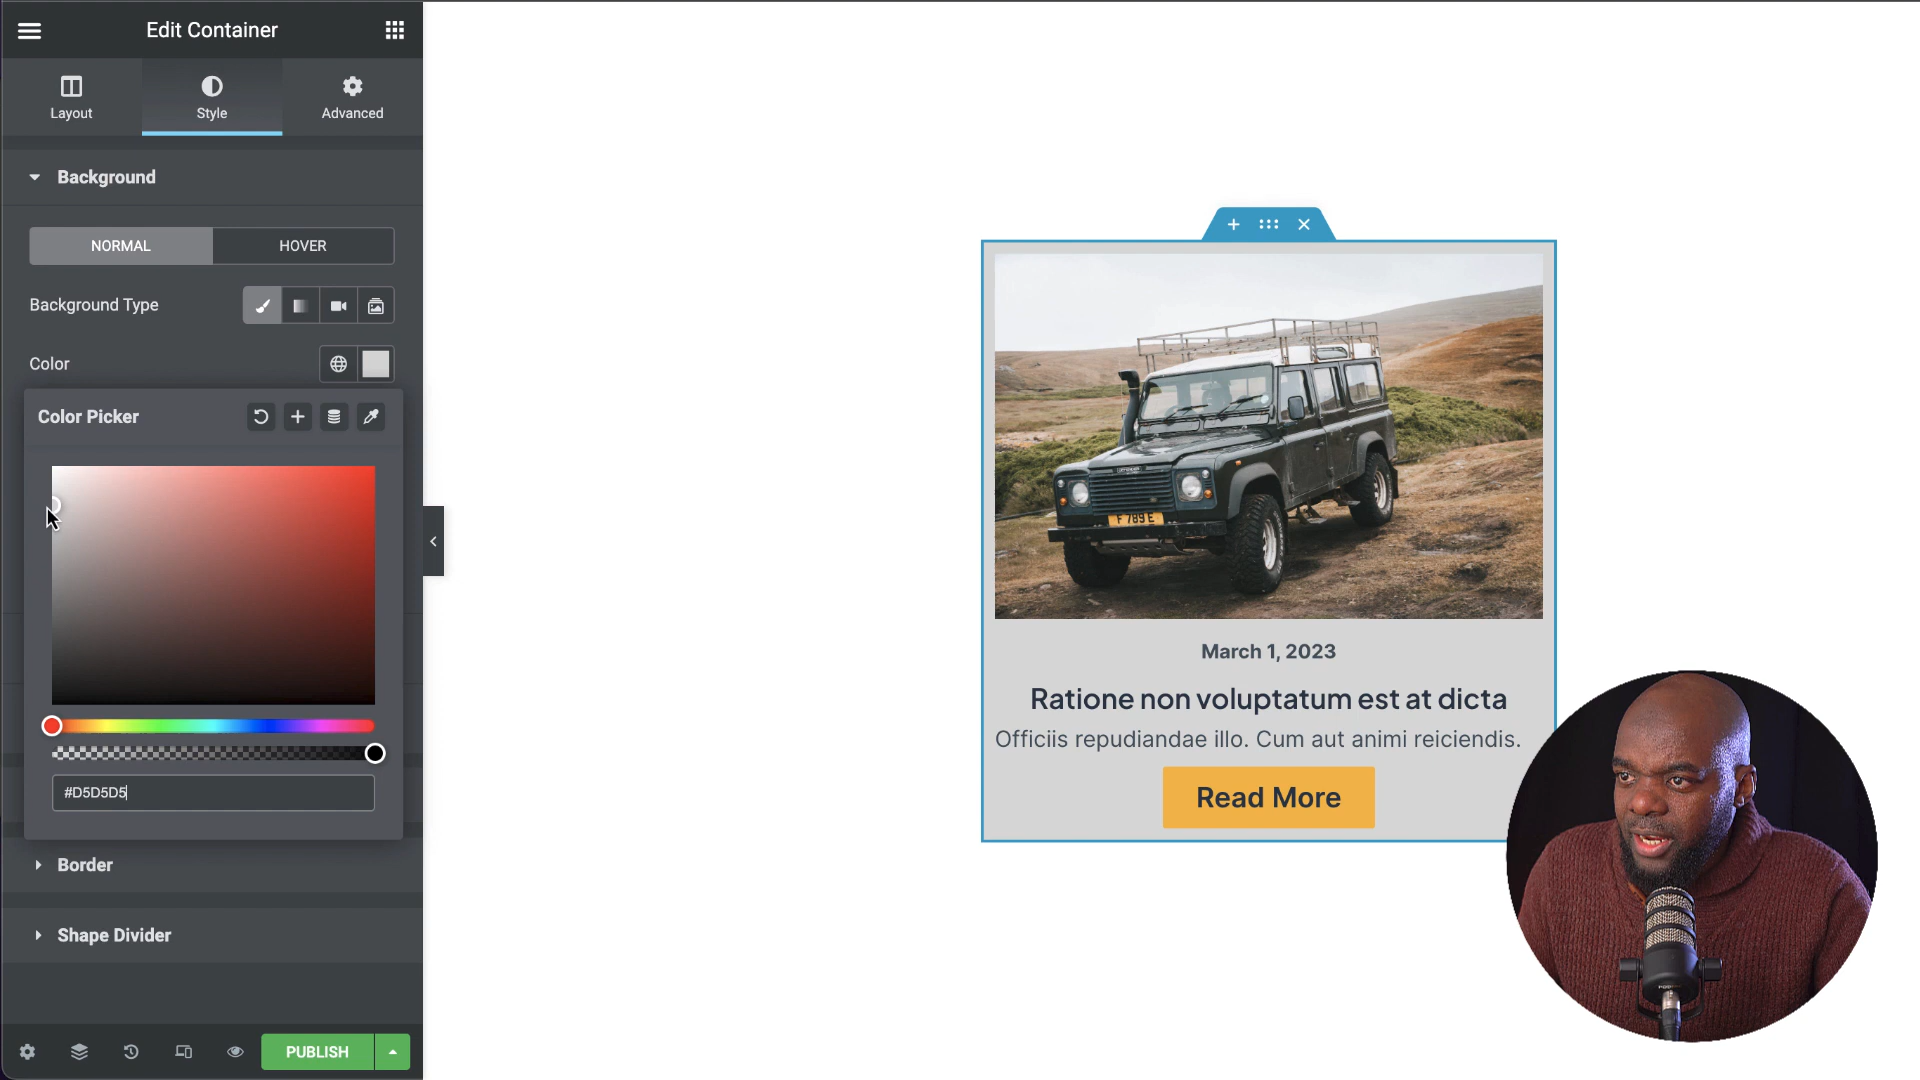 Edit Container
Layout
Style
Advanced
Background
NORMAL
HOVER
Background Type
Color
Color Picker
#D5D5D5
Border
Shape Divider
PUBLISH
F 789 E
March 1, 2023
Ratione non voluptatum est at dicta
Officiis repudiandae illo. Cum aut animi reiciendis.
Read More